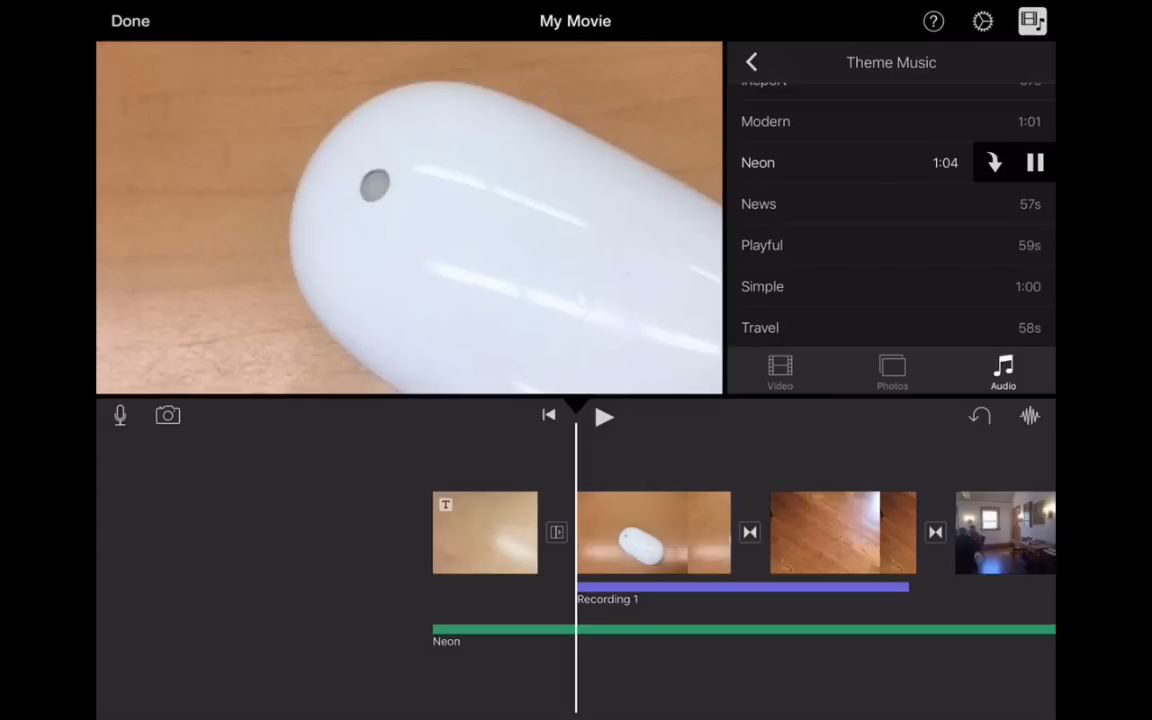 Done
My Movie
?
Theme Music
Modern 1:01
Neon 1:04
News 57s
Playful 59s
Simple 1:00
Travel 58s
Video
Photos
Audio
T
Recording 1
Neon